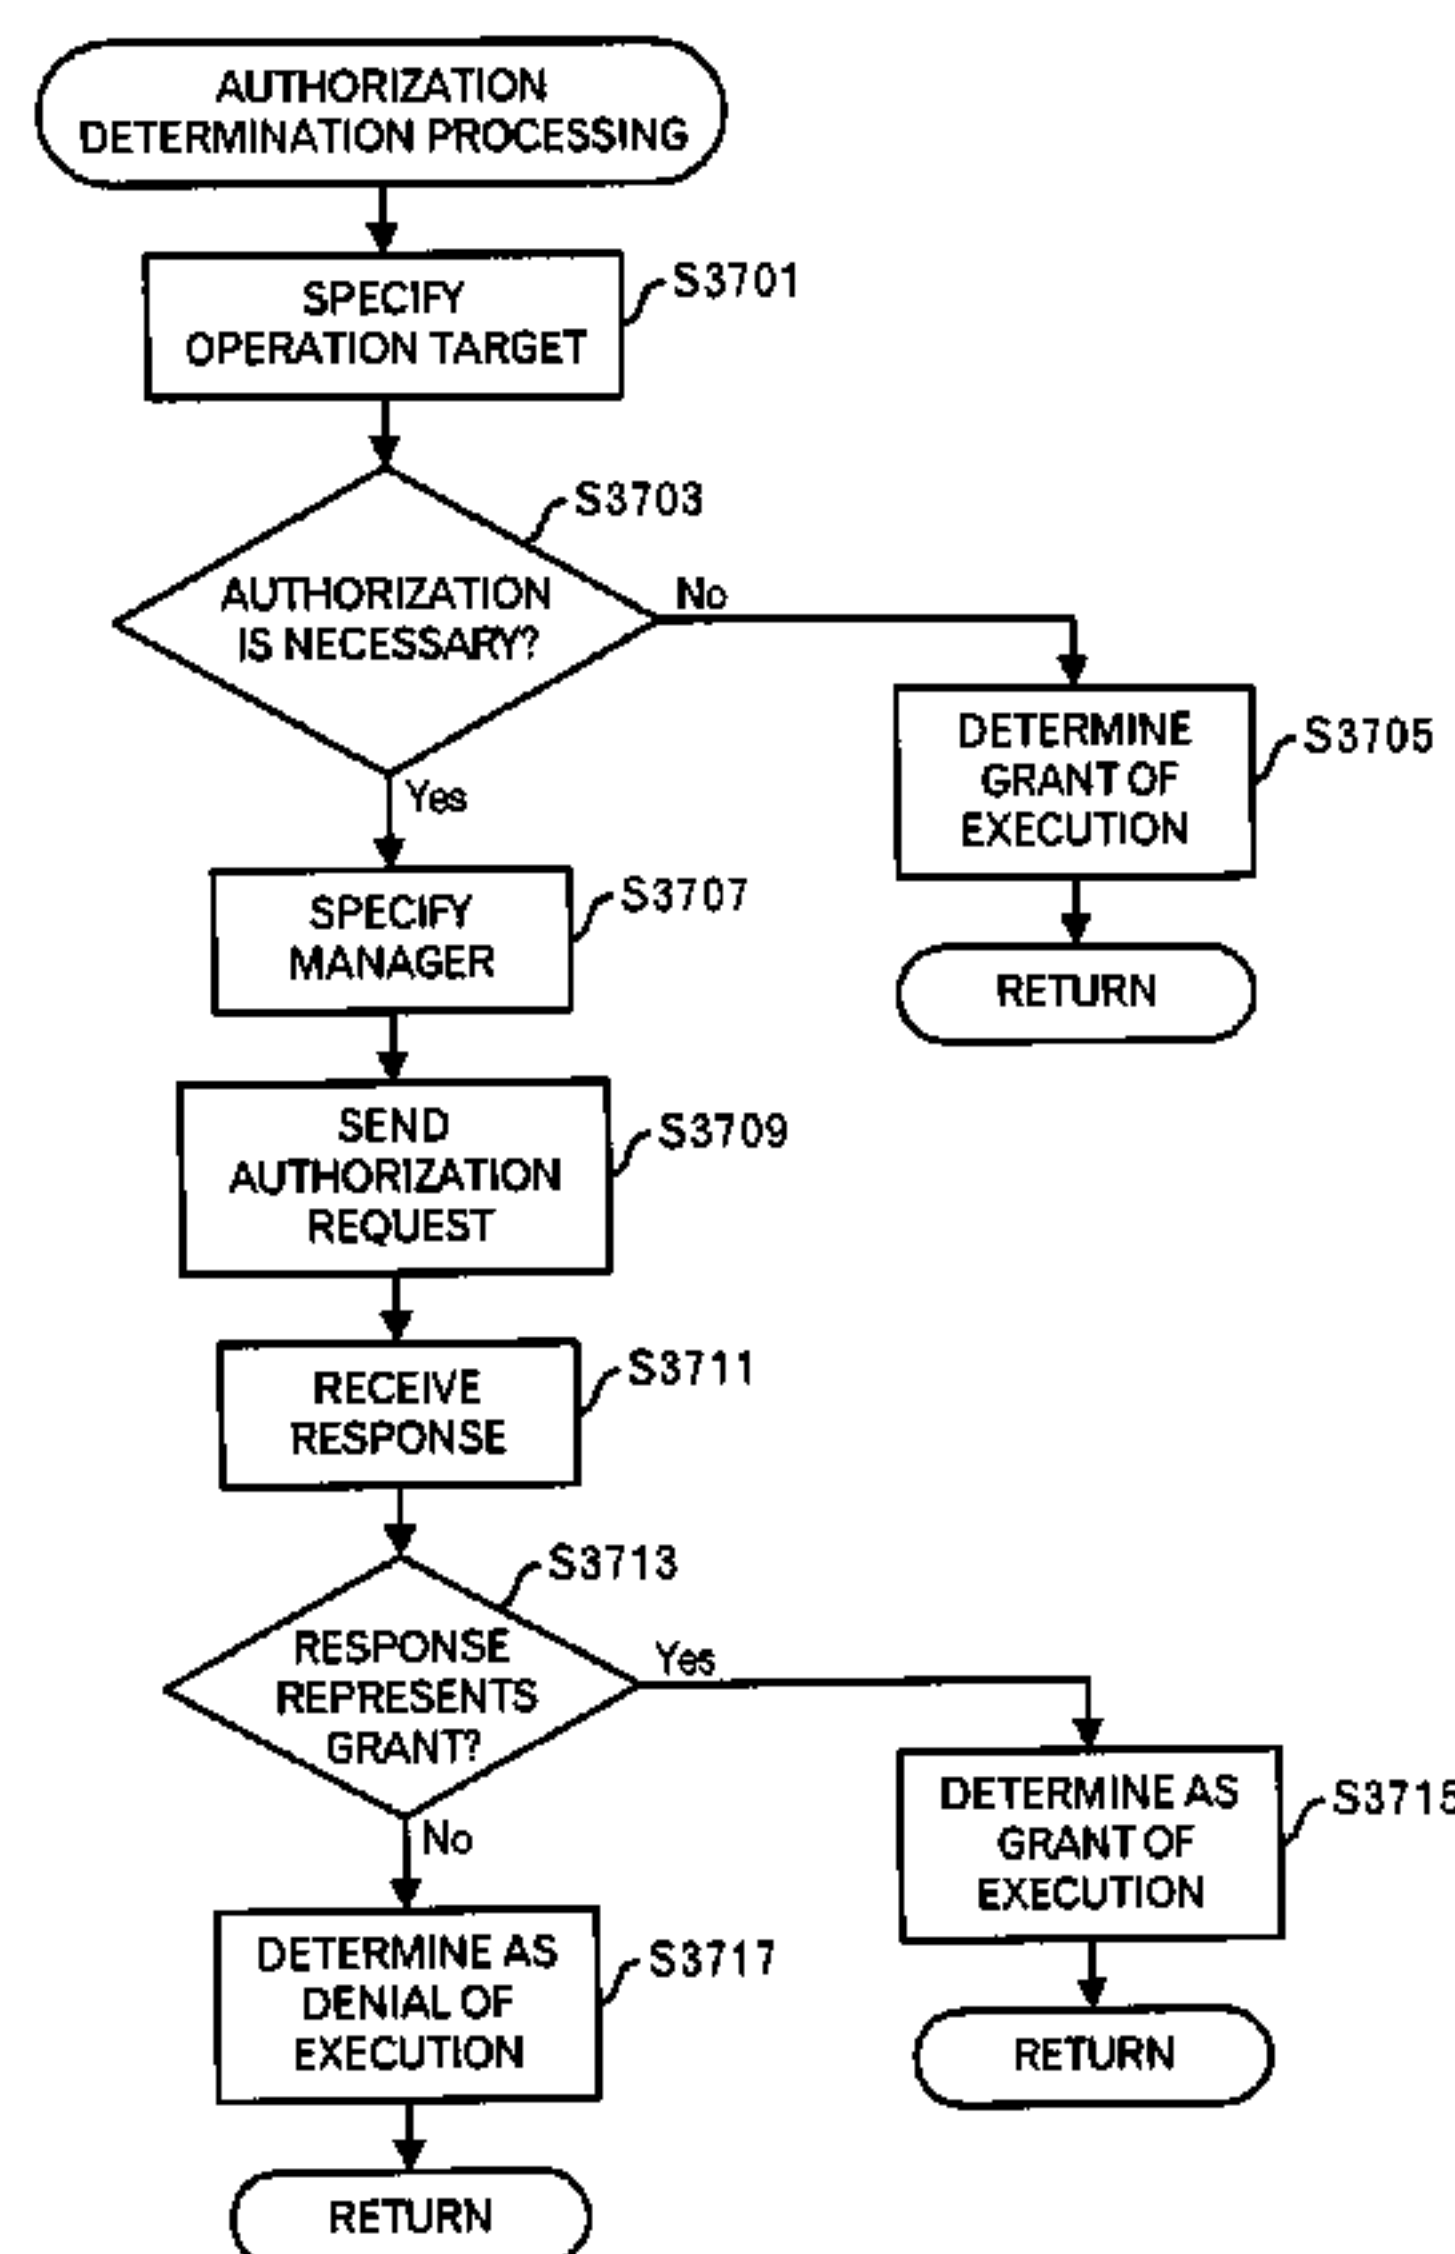 AUTHORIZATION
DETERMINATION PROCESSING
SPECIFY
OPERATION TARGET
S3701
S3703
AUTHORIZATION
IS NECESSARY?
No
Yes
DETERMINE
GRANT OF
EXECUTION
S3705
RETURN
SPECIFY
MANAGER
S3707
SEND
AUTHORIZATION
REQUEST
S3709
RECEIVE
RESPONSE
S3711
S3713
RESPONSE
REPRESENTS
GRANT?
Yes
No
DETERMINE AS
GRANT OF
EXECUTION
S3715
RETURN
DETERMINE AS
DENIAL OF
EXECUTION
S3717
RETURN